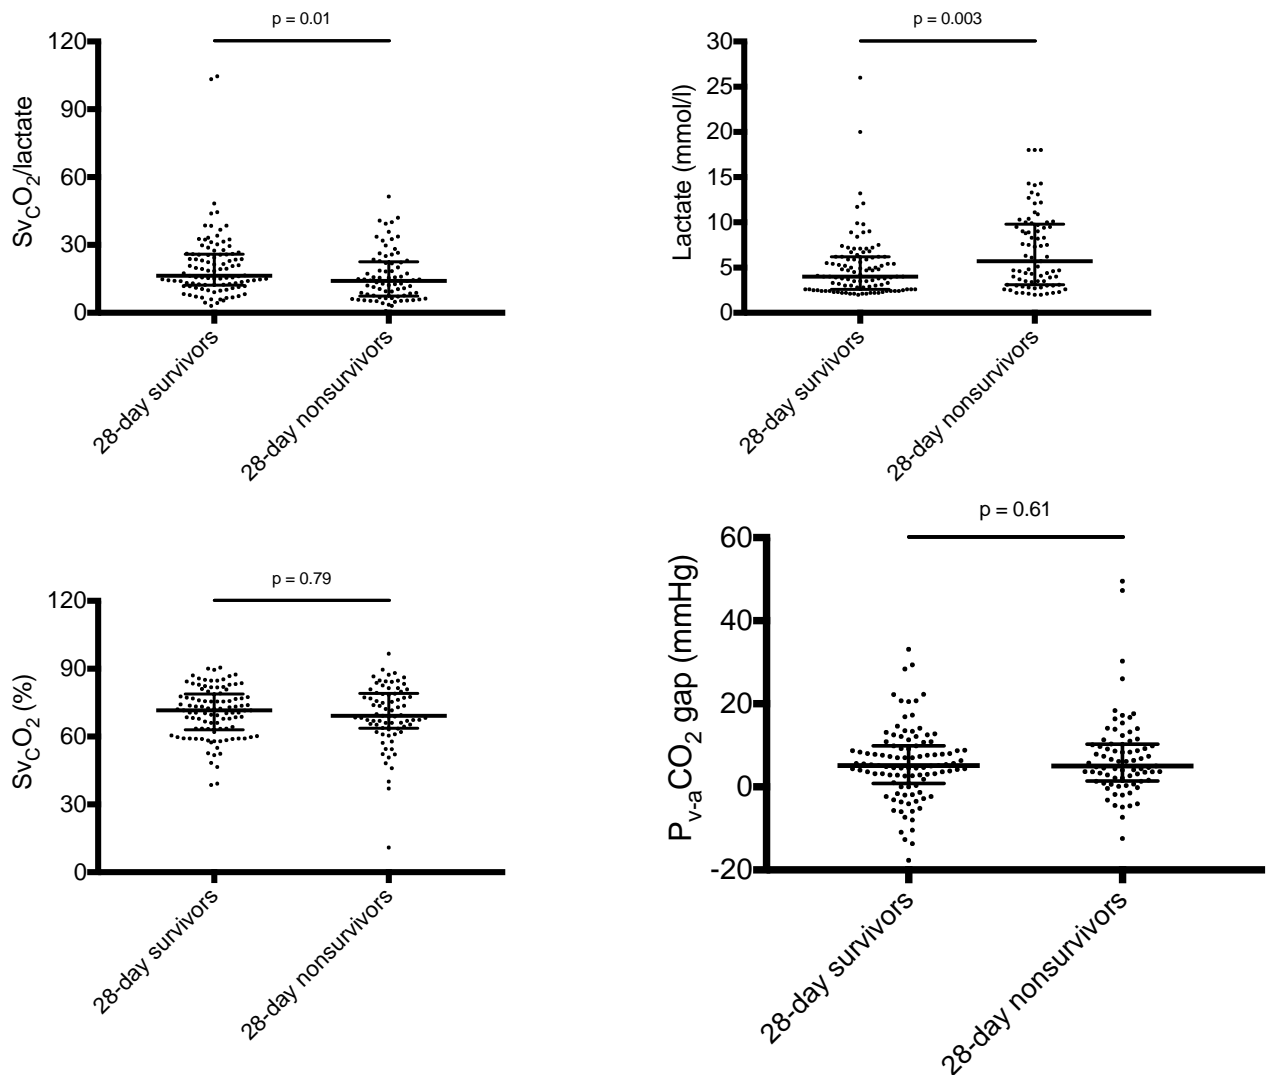 p = 0.01
120
90
60
30
0
SvCO2/lactate
28-day survivors
28-day nonsurvivors
p = 0.003
30
25
20
15
10
5
0
Lactate (mmol/l)
28-day survivors
28-day nonsurvivors
p = 0.79
120
90
60
30
0
SvCO2 (%)
28-day survivors
28-day nonsurvivors
p = 0.61
60
40
20
0
-20
Pv-aCO2 gap (mmHg)
28-day survivors
28-day nonsurvivors